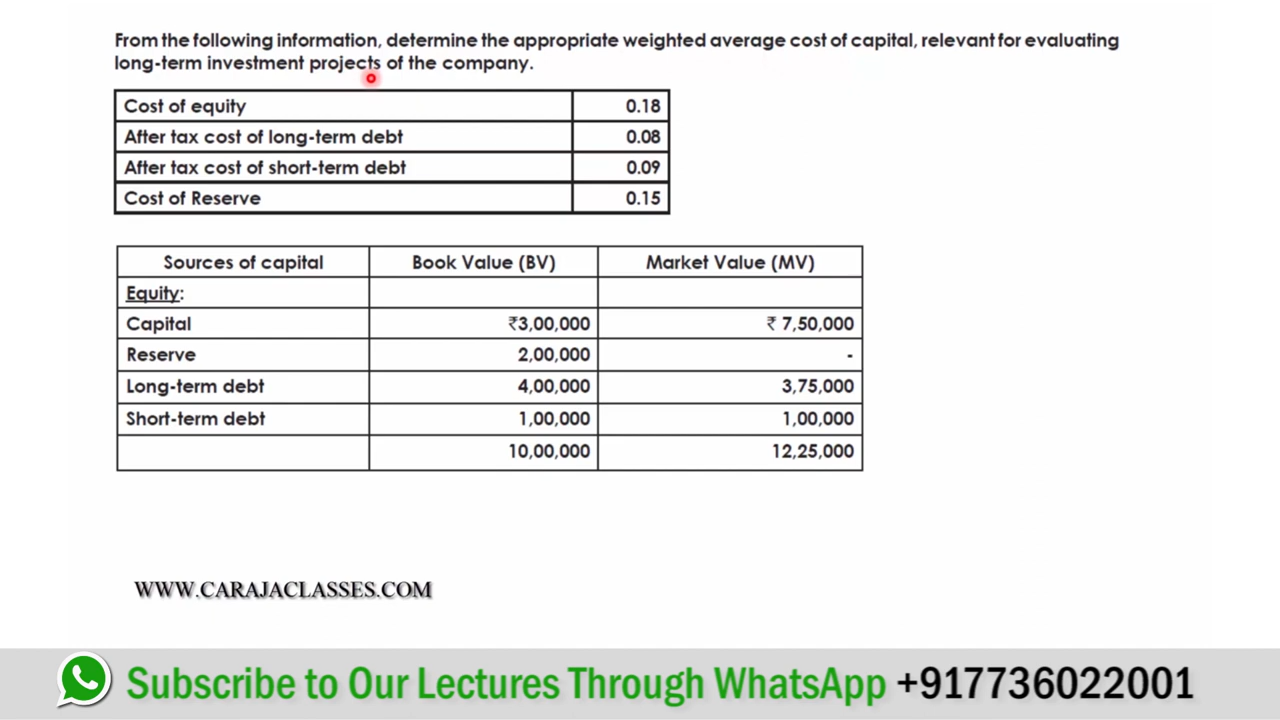 From the following information, determine the appropriate weighted average cost of capital, relevant for evaluating
long-term investment projects of the company.
Cost of equity 0.18
After tax cost of long-term debt 0.08
After tax cost of short-term debt 0.09
Cost of Reserve 0.15
Sources of capital Book Value (BV) Market Value (MV)
Equity:
Capital ₹3,00,000 ₹ 7,50,000
Reserve 2,00,000 -
Long-term debt 4,00,000 3,75,000
Short-term debt 1,00,000 1,00,000
10,00,000 12,25,000
WWW.CARAJACLASSES.COM
Subscribe to Our Lectures Through WhatsApp +917736022001